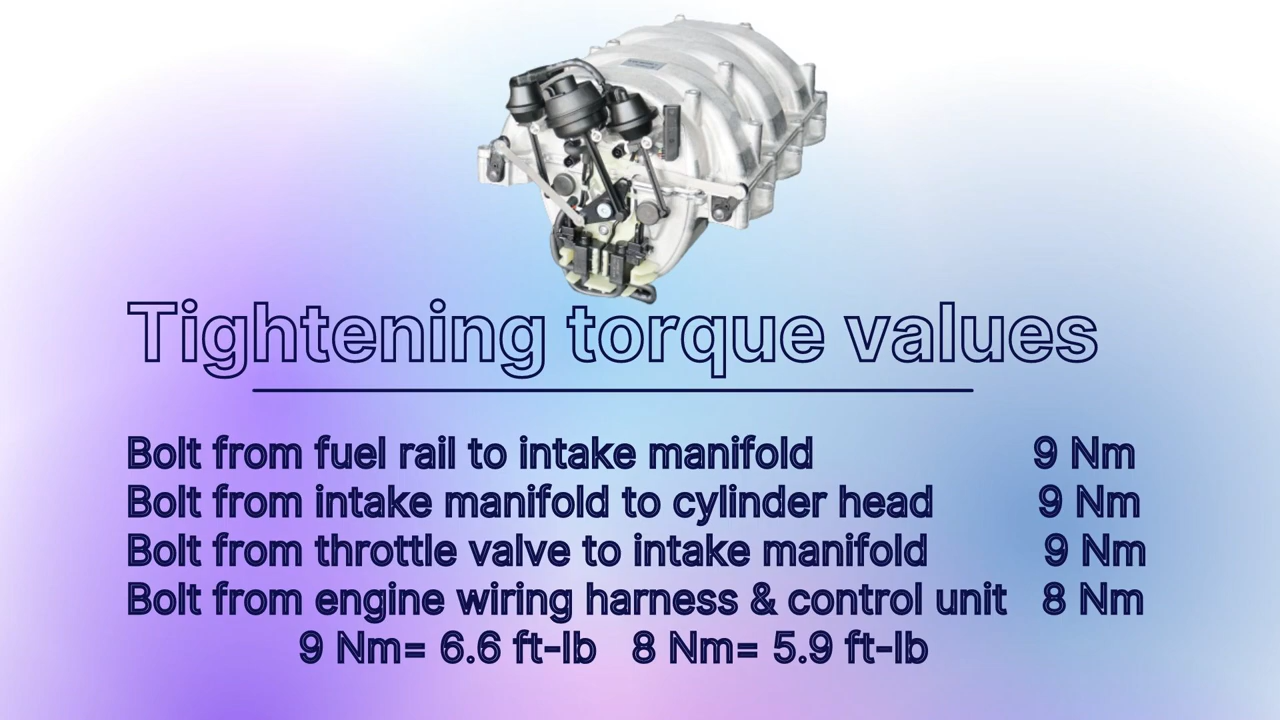 Tightening torque values
Bolt from fuel rail to intake manifold 9 Nm
Bolt from intake manifold to cylinder head 9 Nm
Bolt from throttle valve to intake manifold 9 Nm
Bolt from engine wiring harness & control unit 8 Nm
9 Nm= 6.6 ft-lb 8 Nm= 5.9 ft-lb